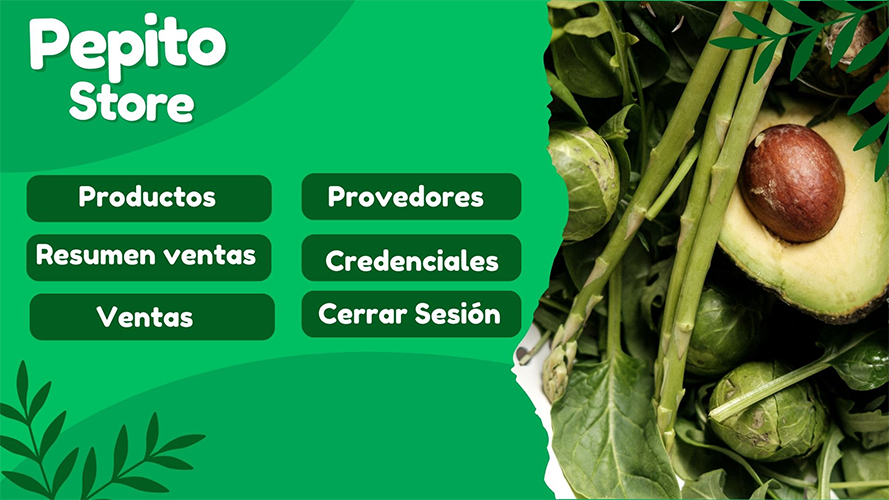 Pepito
Store
Productos
Provedores
Resumen ventas
Credenciales
Ventas
Cerrar Sesión